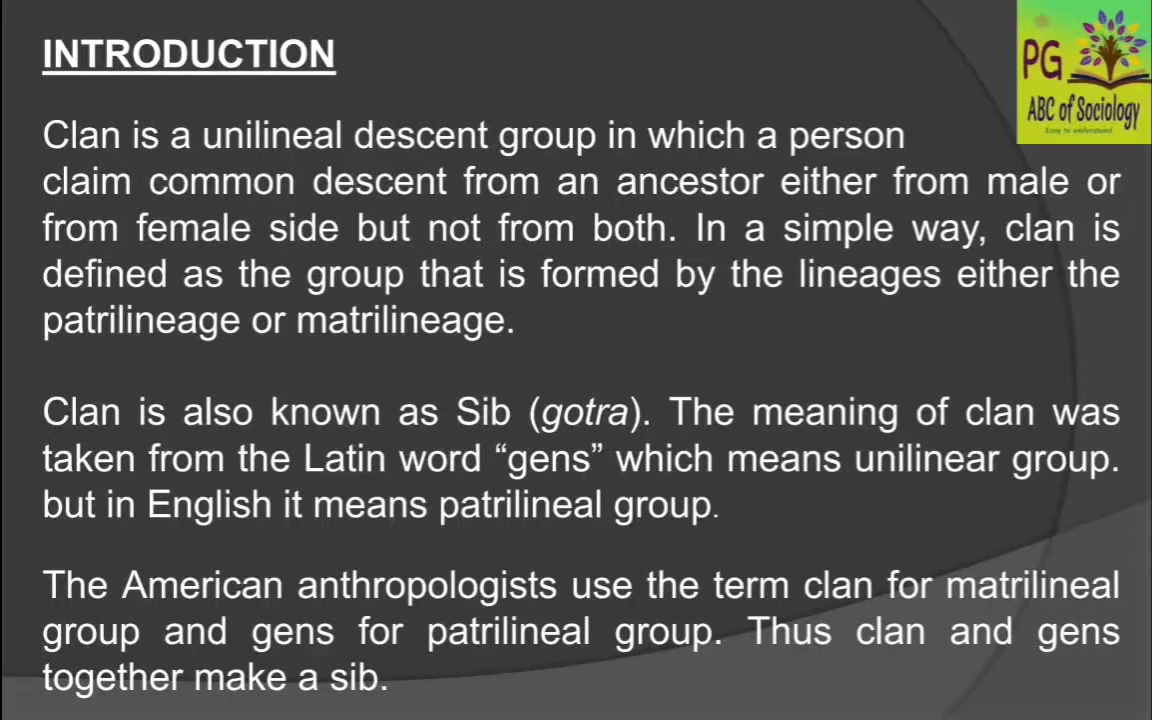 INTRODUCTION
PG
ABC of Sociology
Easy to understand
Clan is a unilineal descent group in which a person
claim common descent from an ancestor either from male or
from female side but not from both. In a simple way, clan is
defined as the group that is formed by the lineages either the
patrilineage or matrilineage.
Clan is also known as Sib (gotra). The meaning of clan was
taken from the Latin word “gens” which means unilinear group.
but in English it means patrilineal group.
The American anthropologists use the term clan for matrilineal
group and gens for patrilineal group. Thus clan and gens
together make a sib.